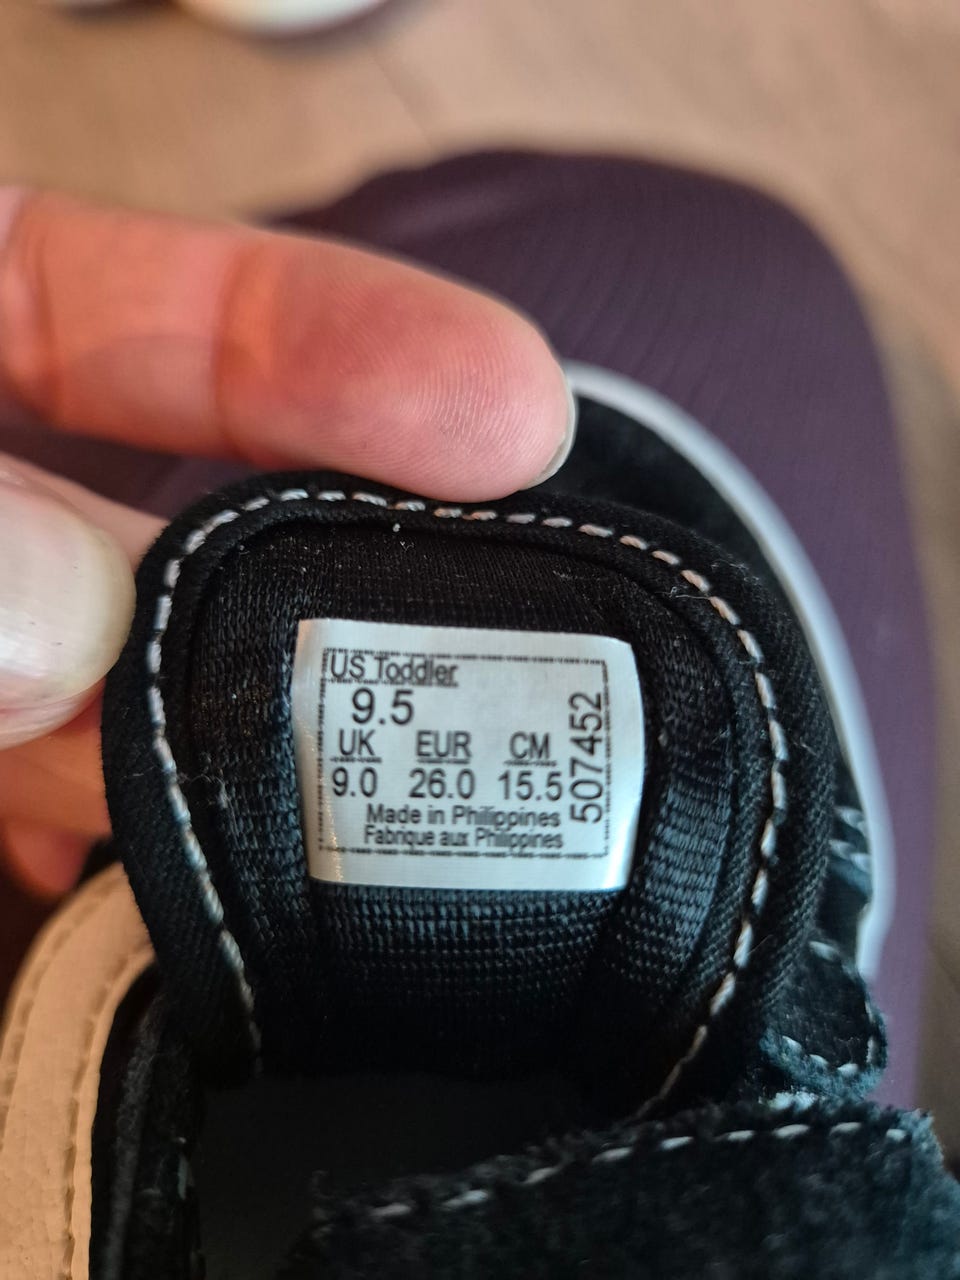 US Toddler
9.5
UK EUR CM
9.0 26.0 15.5
Made in Philippines
Fabrique aux Philippines
507452